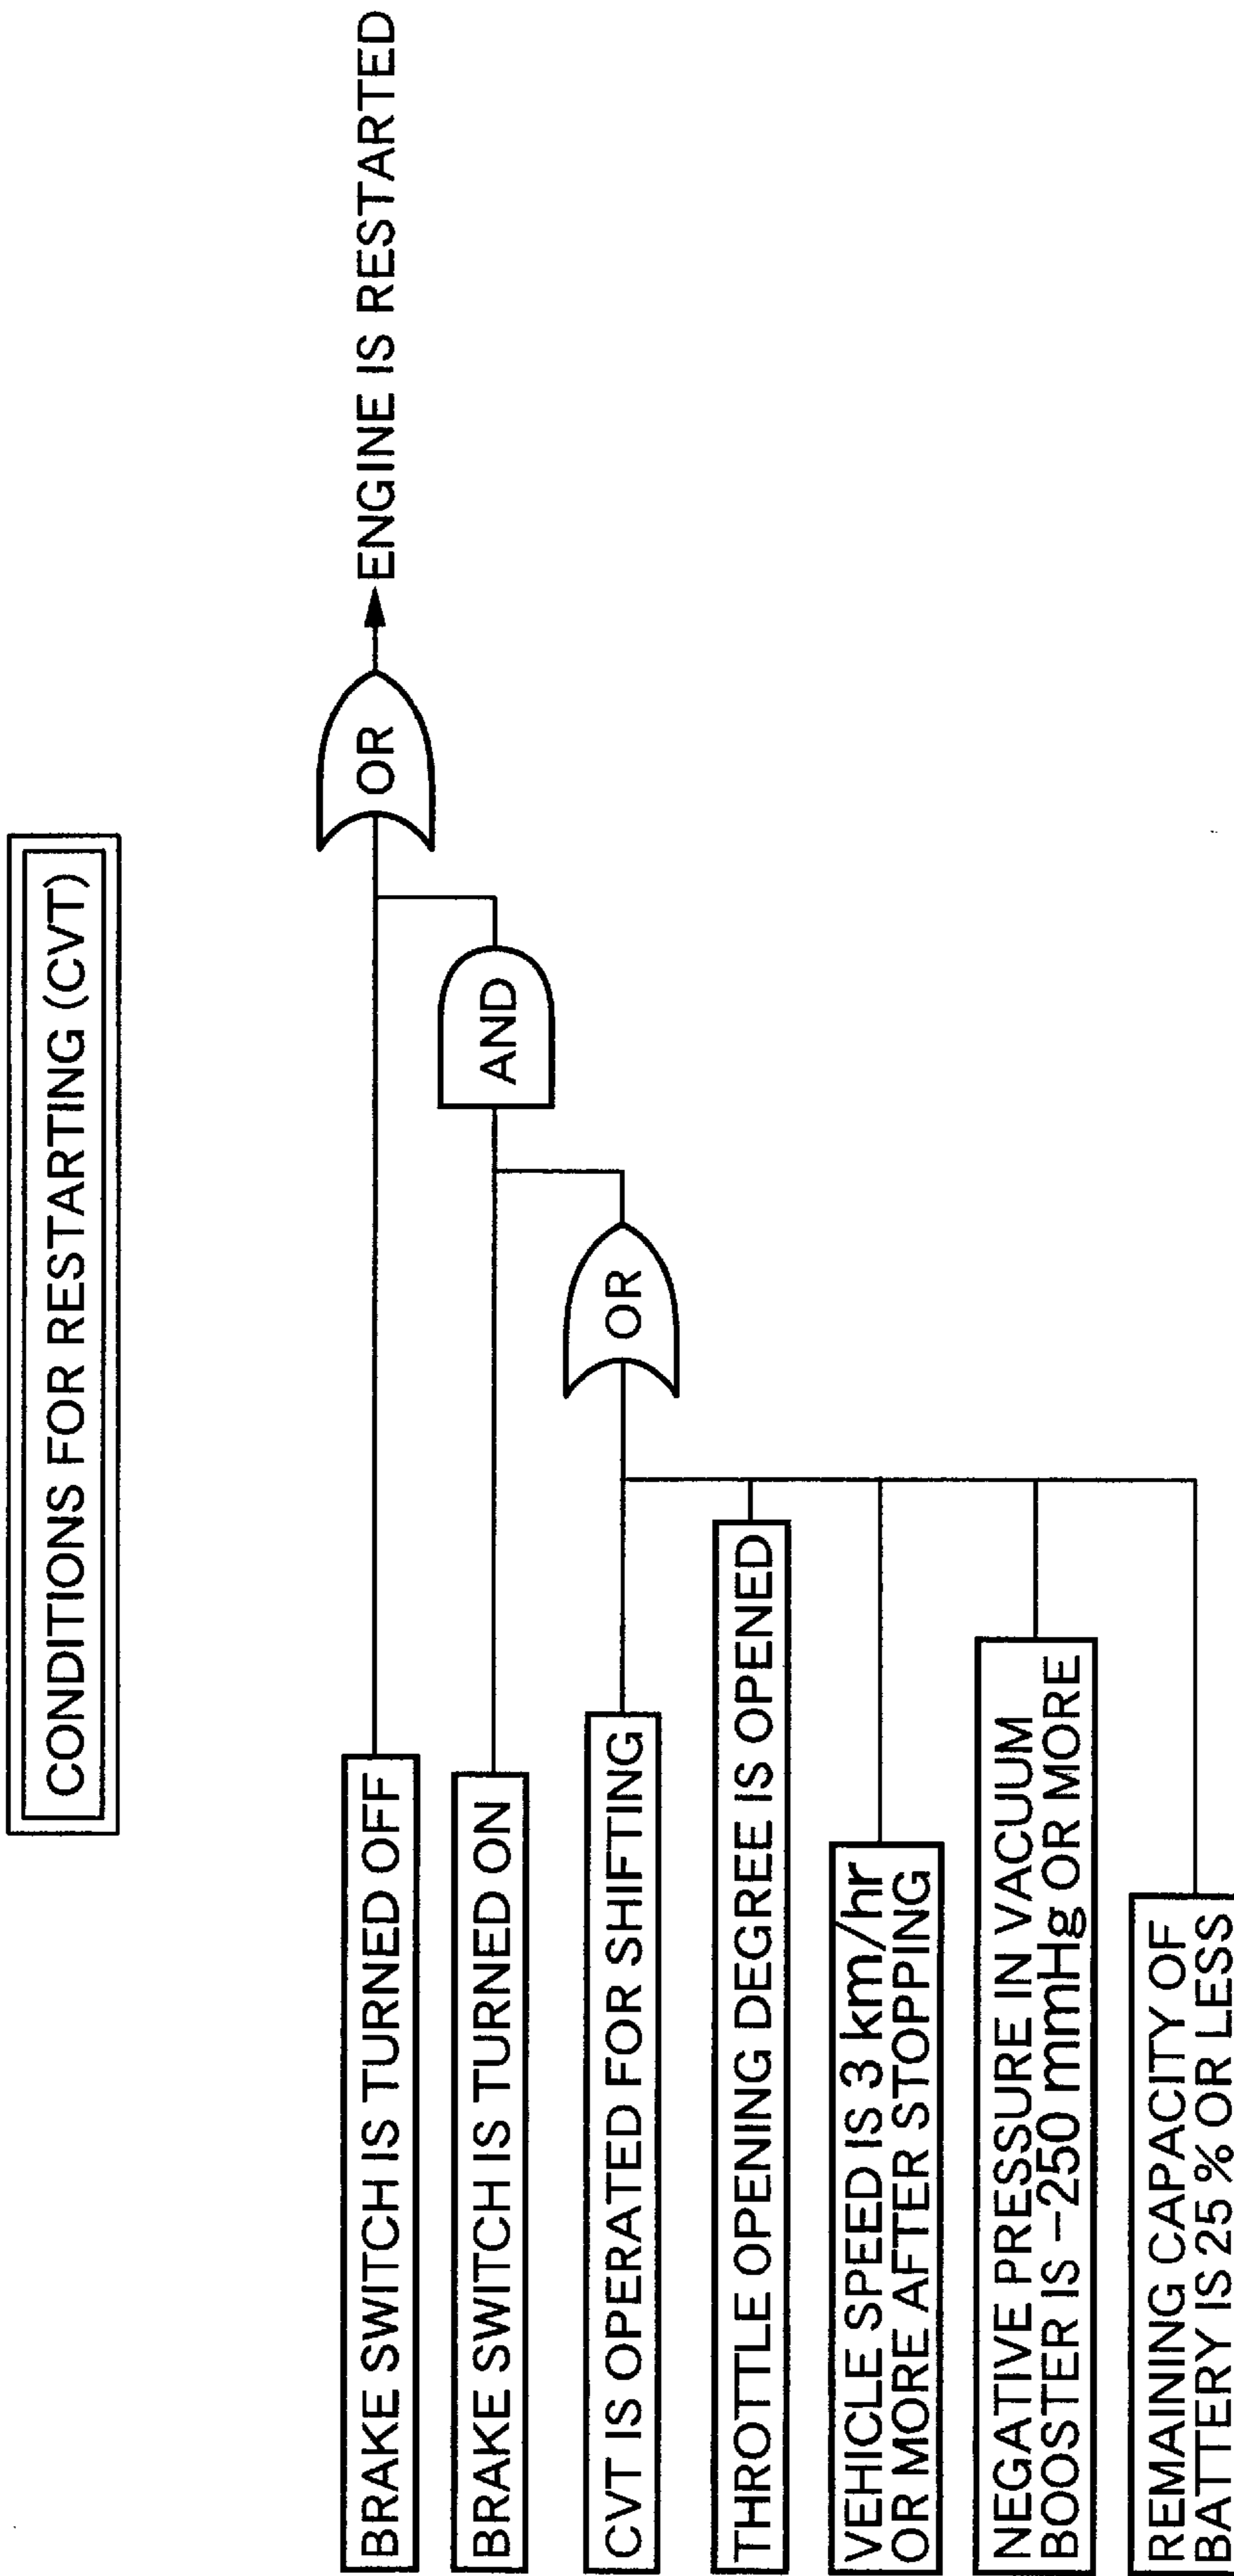 CONDITIONS FOR RESTARTING (CVT)
BRAKE SWITCH IS TURNED OFF
BRAKE SWITCH IS TURNED ON
CVT IS OPERATED FOR SHIFTING
THROTTLE OPENING DEGREE IS OPENED
VEHICLE SPEED IS 3 km/hr
OR MORE AFTER STOPPING
NEGATIVE PRESSURE IN VACUUM
BOOSTER IS -250 mmHg OR MORE
REMAINING CAPACITY OF
BATTERY IS 25 % OR LESS
OR
AND
OR
ENGINE IS RESTARTED